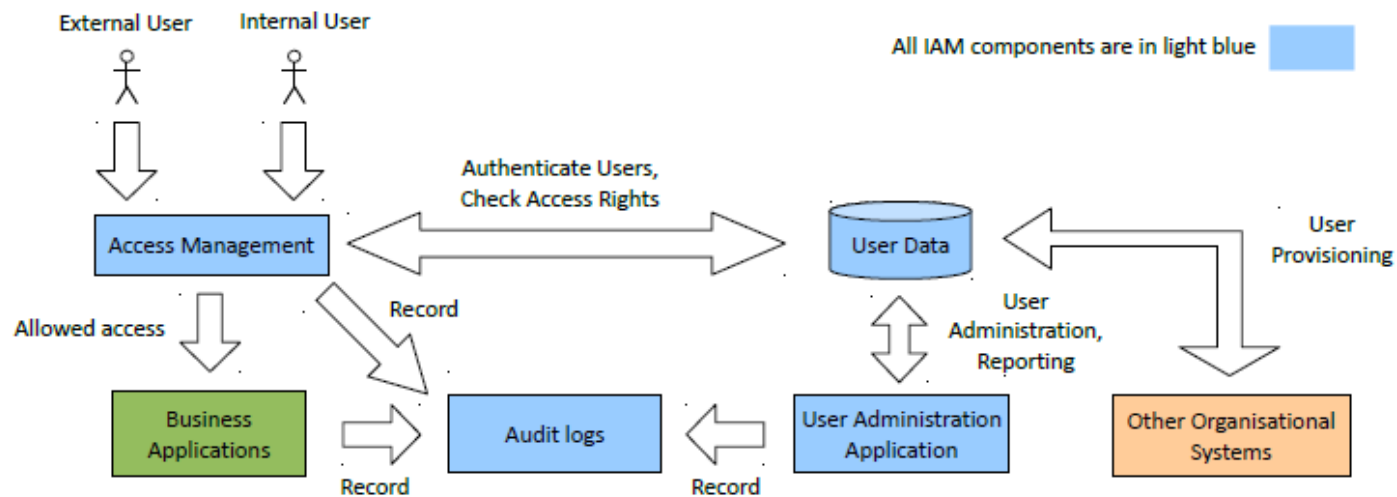 External User
Internal User
All IAM components are in light blue
Authenticate Users,
Check Access Rights
Access Management
User Data
User
Provisioning
Allowed access
Record
User
Administration,
Reporting
Business
Applications
Audit logs
User Administration
Application
Other Organisational
Systems
Record
Record